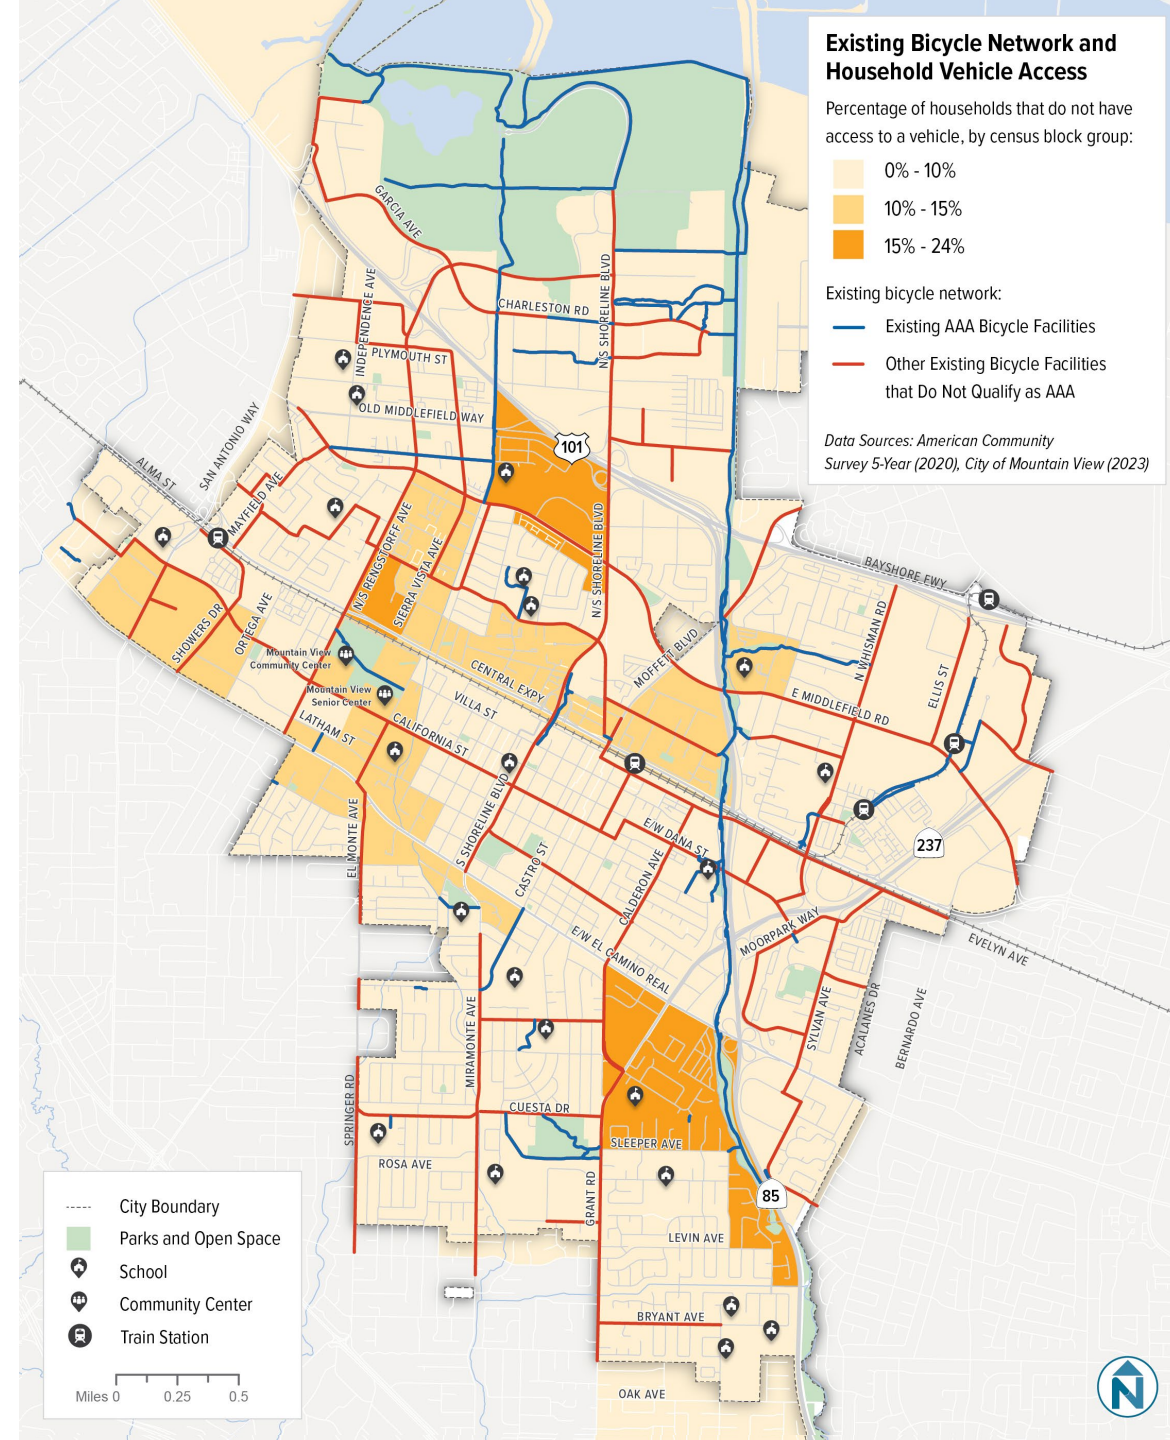 Existing Bicycle Network and
Household Vehicle Access
Percentage of households that do not have
access to a vehicle, by census block group:
0% - 10%
10% - 15%
15% - 24%
Existing bicycle network:
Existing AAA Bicycle Facilities
Other Existing Bicycle Facilities
that Do Not Qualify as AAA
Data Sources: American Community
Survey 5-Year (2020), City of Mountain View (2023)
GARCIA AVE
N/S SHORELINE BLVD
INDEPENDENCE AVE
CHARLESTON RD
PLYMOUTH ST
OLD MIDDLEFIELD WAY
SAN ANTONIO WAY
101
ALMA ST
MAYFIELD AVE
N/S RENGSTORFF AVE
SIERRA VISTA AVE
N/S SHORELINE BLVD
BAYSHORE FWY
SHOWERS DR
ORTEGA AVE
Mountain View
Community Center
MOFFETT BLVD
N WHISMAN RD
ELLIS ST
Mountain View
Senior Center
CENTRAL EXPY
VILLA ST
E MIDDLEFIELD RD
LATHAM ST
CALIFORNIA ST
S SHORELINE BLVD
EL MONTE AVE
E/W DANA ST
237
CASTRO ST
CALDERON AVE
MOORPARK WAY
E/W EL CAMINO REAL
EVELYN AVE
SYLVAN AVE
ACALANES DR
BERNARDO AVE
MIRAMONTE AVE
SPRINGER RD
CUESTA DR
SLEEPER AVE
ROSA AVE
GRANT RD
85
LEVIN AVE
BRYANT AVE
OAK AVE
City Boundary
Parks and Open Space
School
Community Center
Train Station
Miles 0 0.25 0.5
N